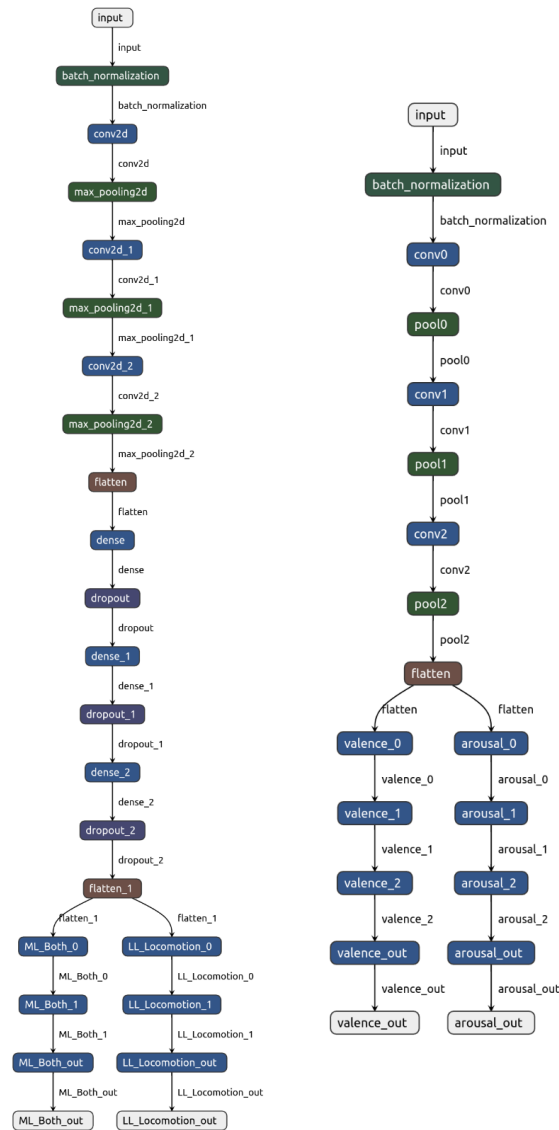 input
input
batch_normalization
batch_normalization
conv2d
conv2d
max_pooling2d
max_pooling2d
conv2d_1
conv2d_1
max_pooling2d_1
max_pooling2d_1
conv2d_2
conv2d_2
max_pooling2d_2
max_pooling2d_2
flatten
flatten
dense
dense
dropout
dropout
dense_1
dense_1
dropout_1
dropout_1
dense_2
dense_2
dropout_2
dropout_2
flatten_1
flatten_1 flatten_1
ML_Both_0 LL_Locomotion_0
ML_Both_0 LL_Locomotion_0
ML_Both_1 LL_Locomotion_1
ML_Both_1 LL_Locomotion_1
ML_Both_out LL_Locomotion_out
ML_Both_out LL_Locomotion_out
ML_Both_out LL_Locomotion_out
input
input
batch_normalization
batch_normalization
conv0
conv0
pool0
pool0
conv1
conv1
pool1
pool1
conv2
conv2
pool2
pool2
flatten
flatten flatten
valence_0 arousal_0
valence_0 arousal_0
valence_1 arousal_1
valence_1 arousal_1
valence_2 arousal_2
valence_2 arousal_2
valence_out arousal_out
valence_out arousal_out
valence_out arousal_out